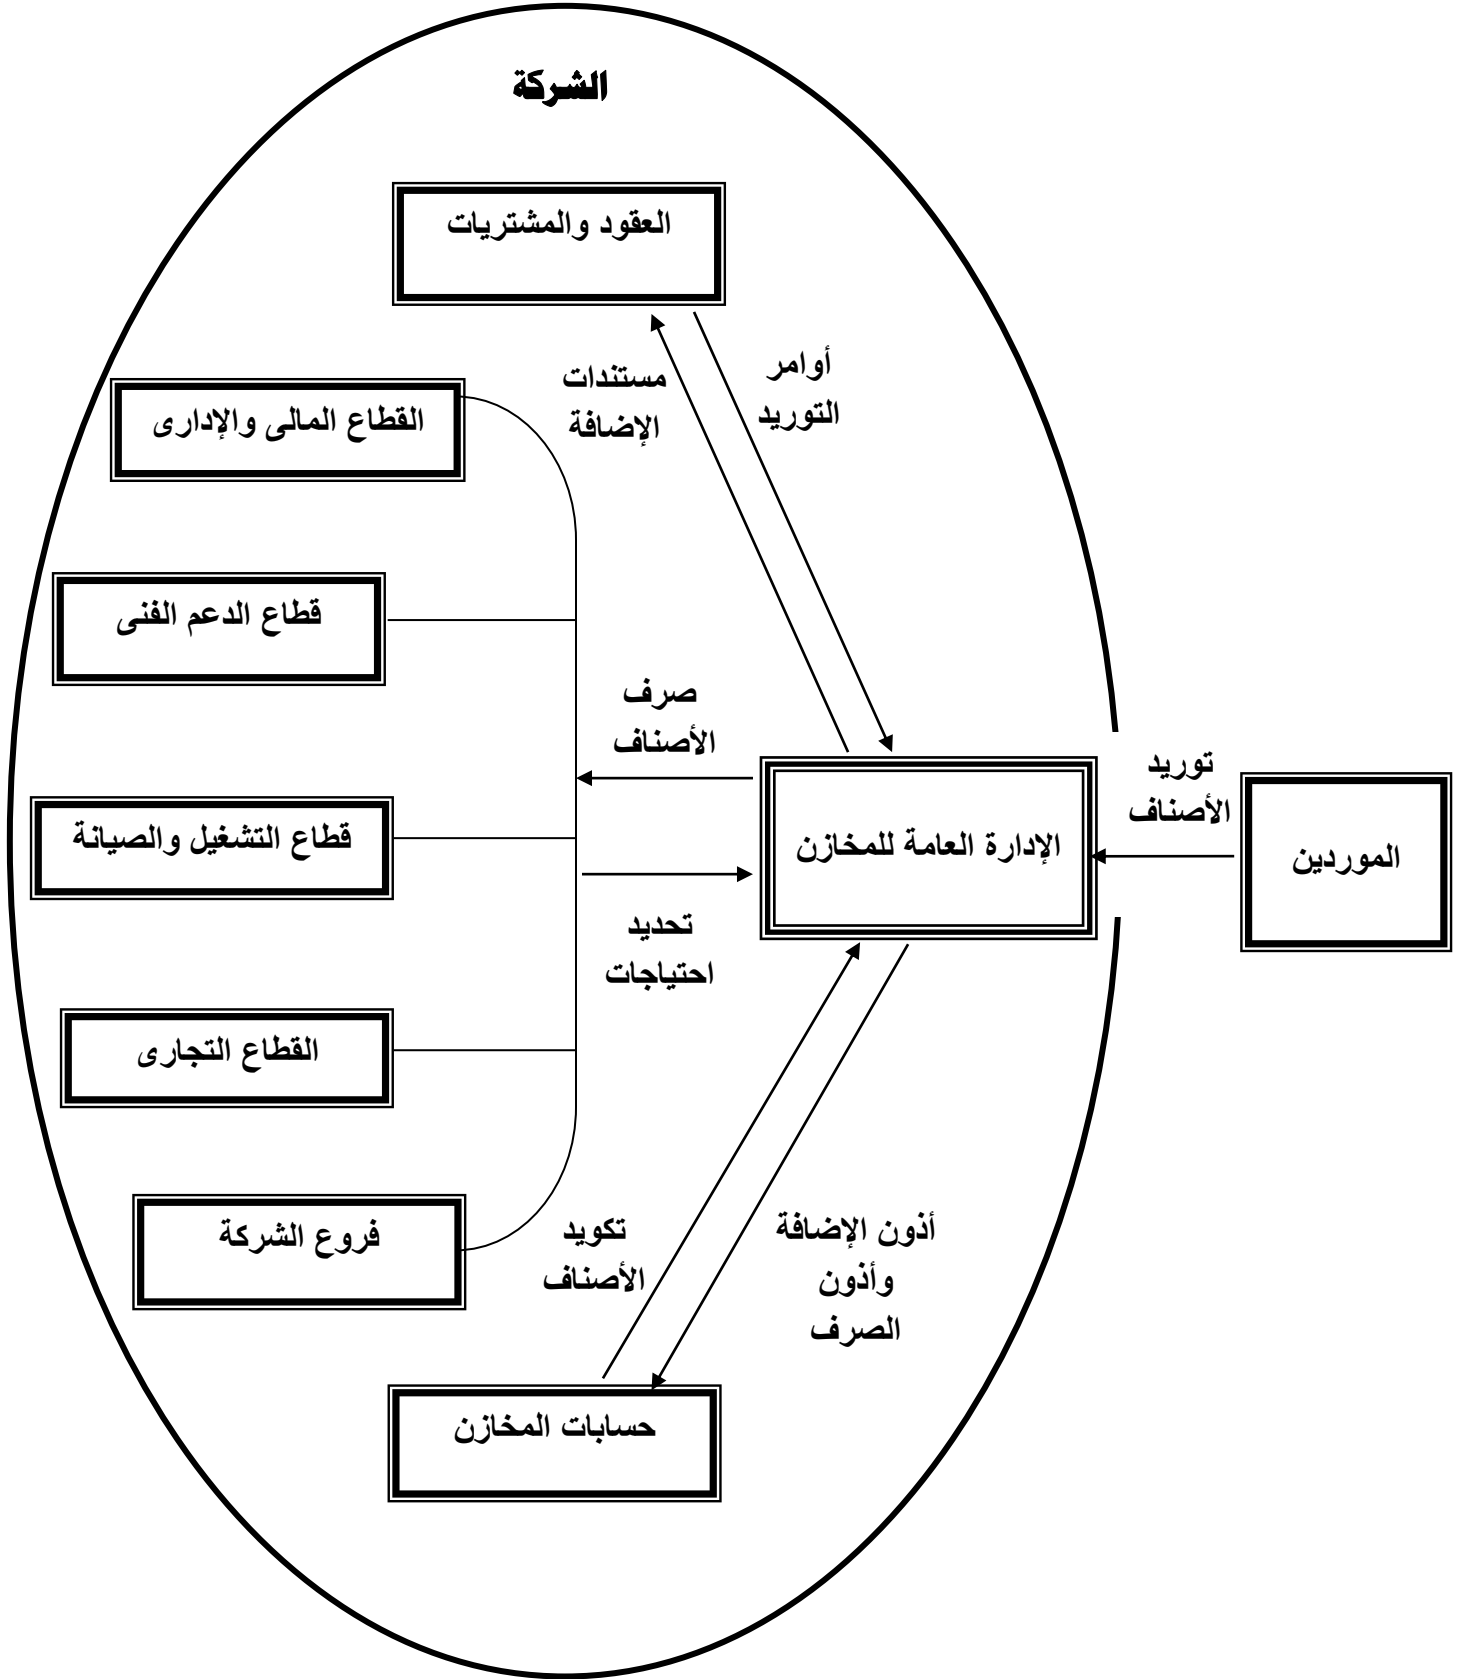 الشركة
العقود والمشتريات
أوامر
التوريد
مستندات
الإضافة
القطاع المالى والإدارى
قطاع الدعم الفنى
صرف
الأصناف
توريد
الأصناف
الموردين
الإدارة العامة للمخازن
قطاع التشغيل والصيانة
تحديد
احتياجات
القطاع التجارى
أذون الإضافة
وأذون
الصرف
تكويد
الأصناف
فروع الشركة
حسابات المخازن